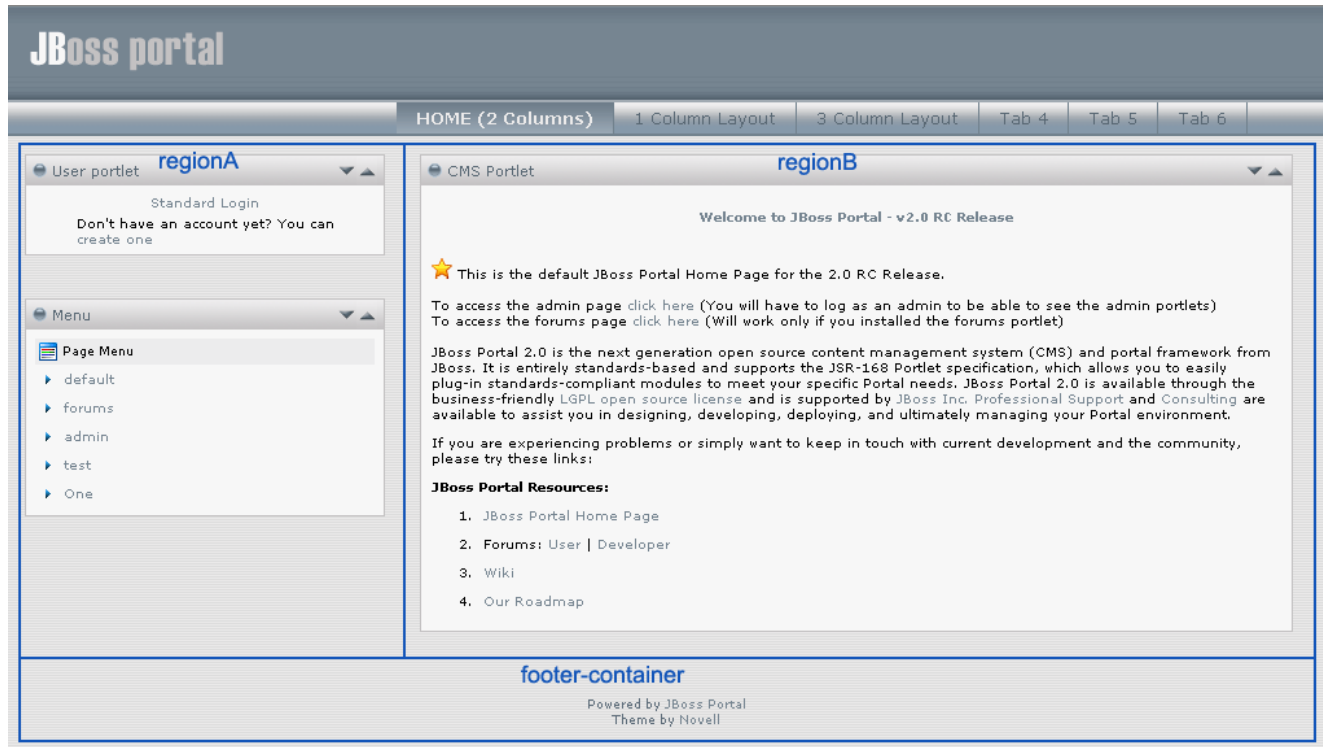 JBoss portal
HOME (2 Columns) 1 Column Layout 3 Column Layout Tab 4 Tab 5 Tab 6
User portlet regionA
Standard Login
Don't have an account yet? You can
create one
Menu
Page Menu
default
forums
admin
test
One
CMS Portlet regionB
Welcome to JBoss Portal - v2.0 RC Release
This is the default JBoss Portal Home Page for the 2.0 RC Release.
To access the admin page click here (You will have to log as an admin to be able to see the admin portlets)
To access the forums page click here (Will work only if you installed the forums portlet)
JBoss Portal 2.0 is the next generation open source content management system (CMS) and portal framework from
JBoss. It is entirely standards-based and supports the JSR-168 Portlet specification, which allows you to easily
plug-in standards-compliant modules to meet your specific Portal needs. JBoss Portal 2.0 is available through the
business-friendly LGPL open source license and is supported by JBoss Inc. Professional Support and Consulting are
available to assist you in designing, developing, deploying, and ultimately managing your Portal environment.
If you are experiencing problems or simply want to keep in touch with current development and the community,
please try these links:
JBoss Portal Resources:
1. JBoss Portal Home Page
2. Forums: User | Developer
3. Wiki
4. Our Roadmap
footer-container
Powered by JBoss Portal
Theme by Novell